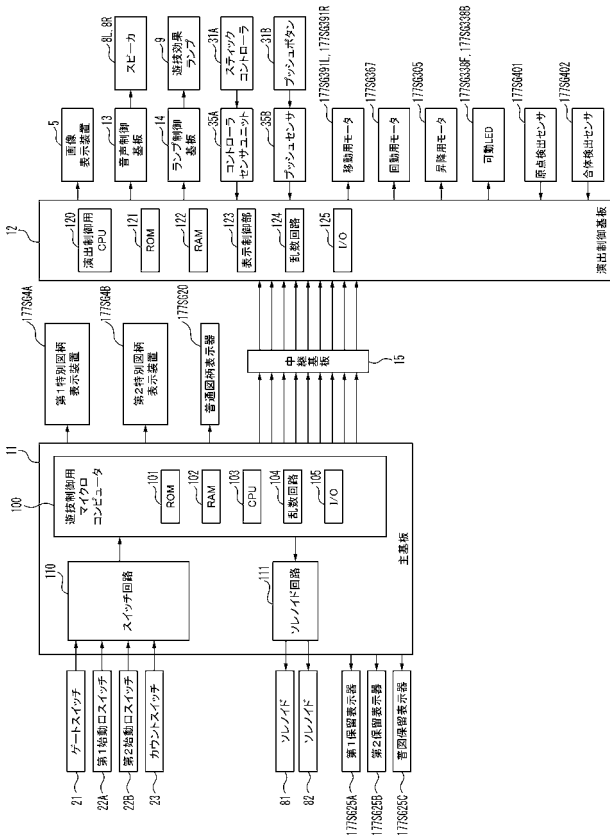 100
11
遊技制御用
マイクロ
コンピュータ
101
ROM
102
RAM
103
CPU
104
乱数回路
105
I/O
110
スイッチ回路
111
ソレノイド回路
主基板
21
ゲートスイッチ
22A
第1始動口スイッチ
22B
第2始動口スイッチ
23
カウントスイッチ
81
ソレノイド
82
ソレノイド
177SG25A
第1保留表示器
177SG25B
第2保留表示器
177SG25C
普図保留表示器
177SG4A
第1特別図柄
表示装置
177SG4B
第2特別図柄
表示装置
177SG20
普通図柄表示器
中継基板
15
12
120
演出制御用
CPU
121
ROM
122
RAM
123
表示制御部
124
乱数回路
125
I/O
演出制御基板
5
画像
表示装置
13
音声制御
基板
8L, 8R
スピーカ
14
ランプ制御
基板
9
遊技効果
ランプ
35A
コントローラ
センサユニット
31A
スティック
コントローラ
35B
プッシュセンサ
31B
プッシュボタン
177SG391L, 177SG391R
移動用モータ
177SG367
回動用モータ
177SG305
昇降用モータ
177SG338F, 177SG338B
可動LED
177SG401
原点検出センサ
177SG402
合体検出センサ